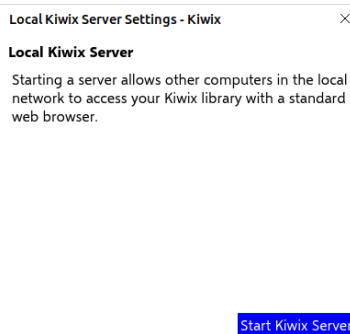 Local Kiwix Server Settings - Kiwix
Local Kiwix Server
Starting a server allows other computers in the local
network to access your Kiwix library with a standard
web browser.
Start Kiwix Server